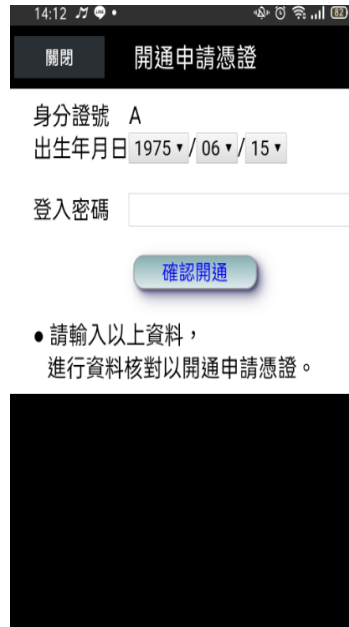 14:12
82
關閉 開通申請憑證
身分證號 A
出生年月日 1975 / 06 / 15
登入密碼
確認開通
● 請輸入以上資料，
進行資料核對以開通申請憑證。